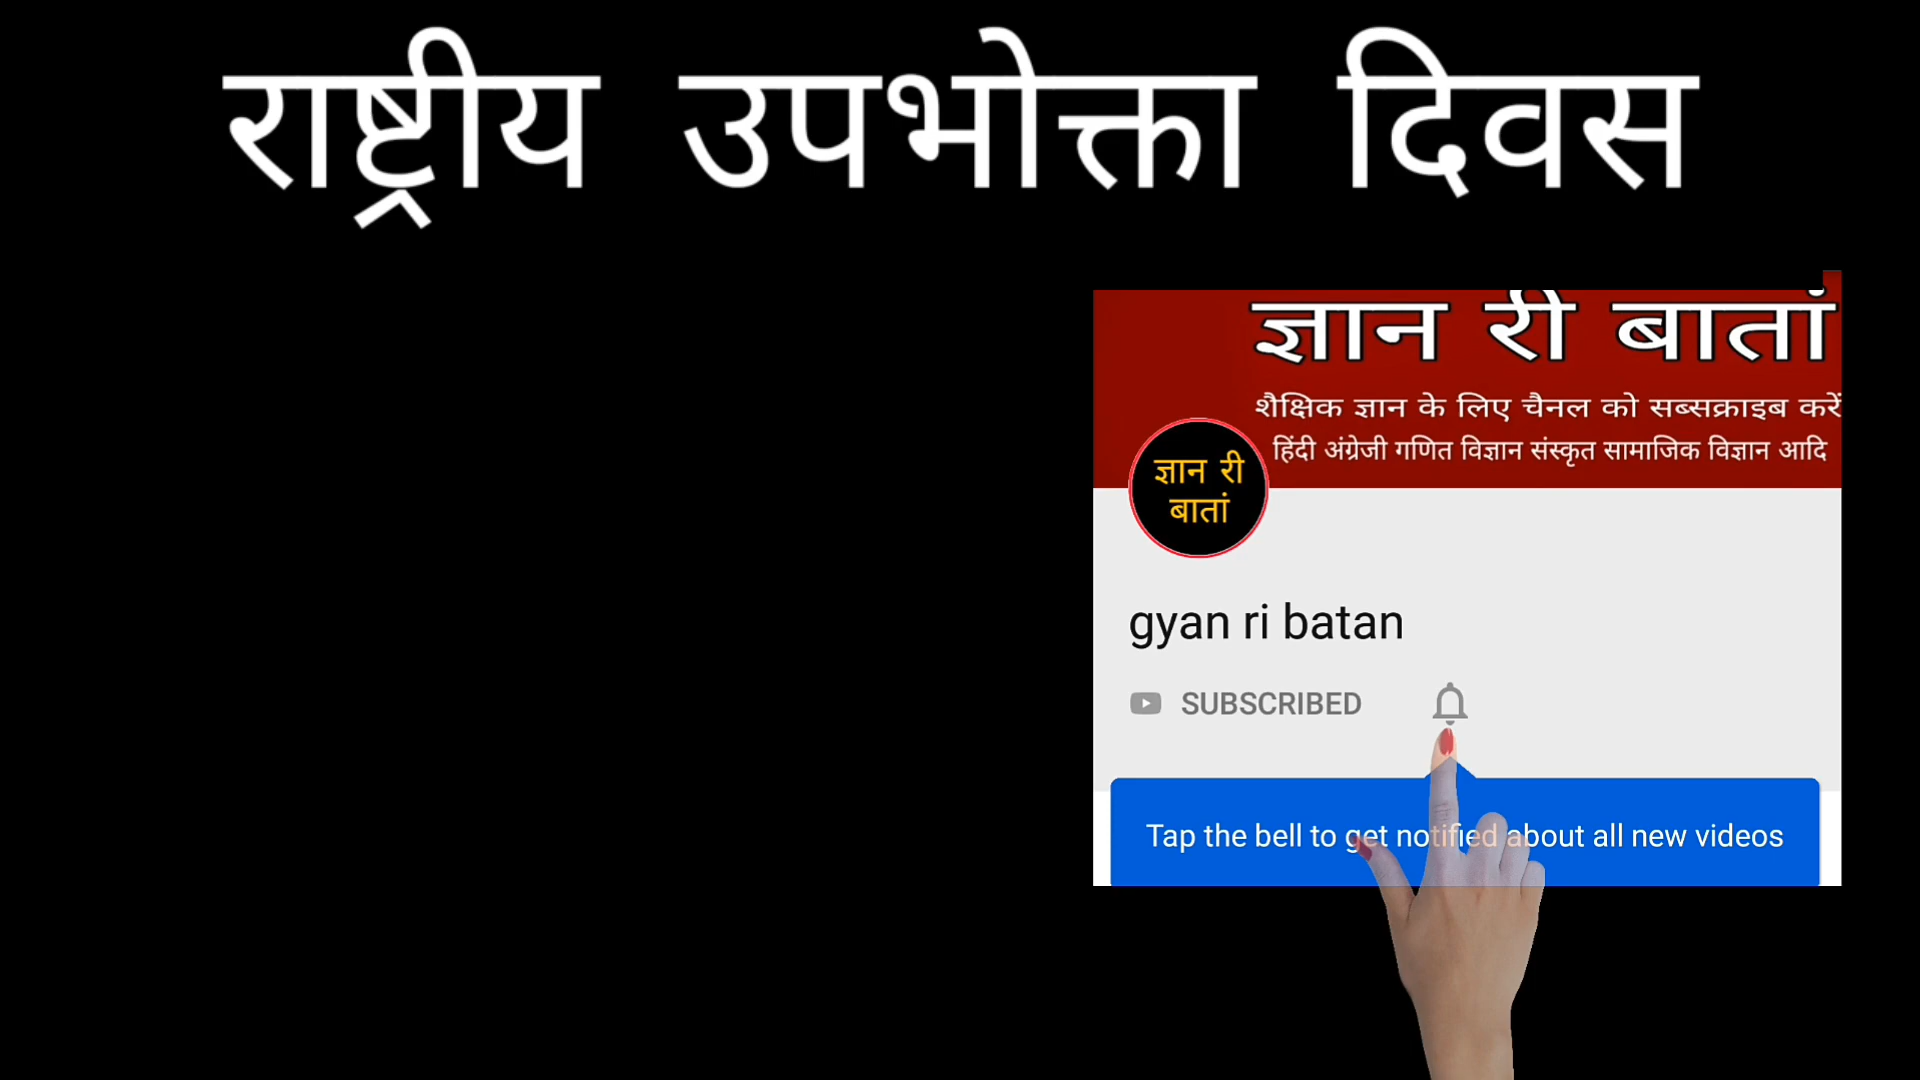 राष्ट्रीय उपभोक्ता दिवस
ज्ञान री बातां
शैक्षिक ज्ञान के लिए चैनल को सब्सक्राइब करें
हिंदी अंग्रेजी गणित विज्ञान संस्कृत सामाजिक विज्ञान आदि
ज्ञान री
बातां
gyan ri batan
SUBSCRIBED
Tap the bell to get notified about all new videos